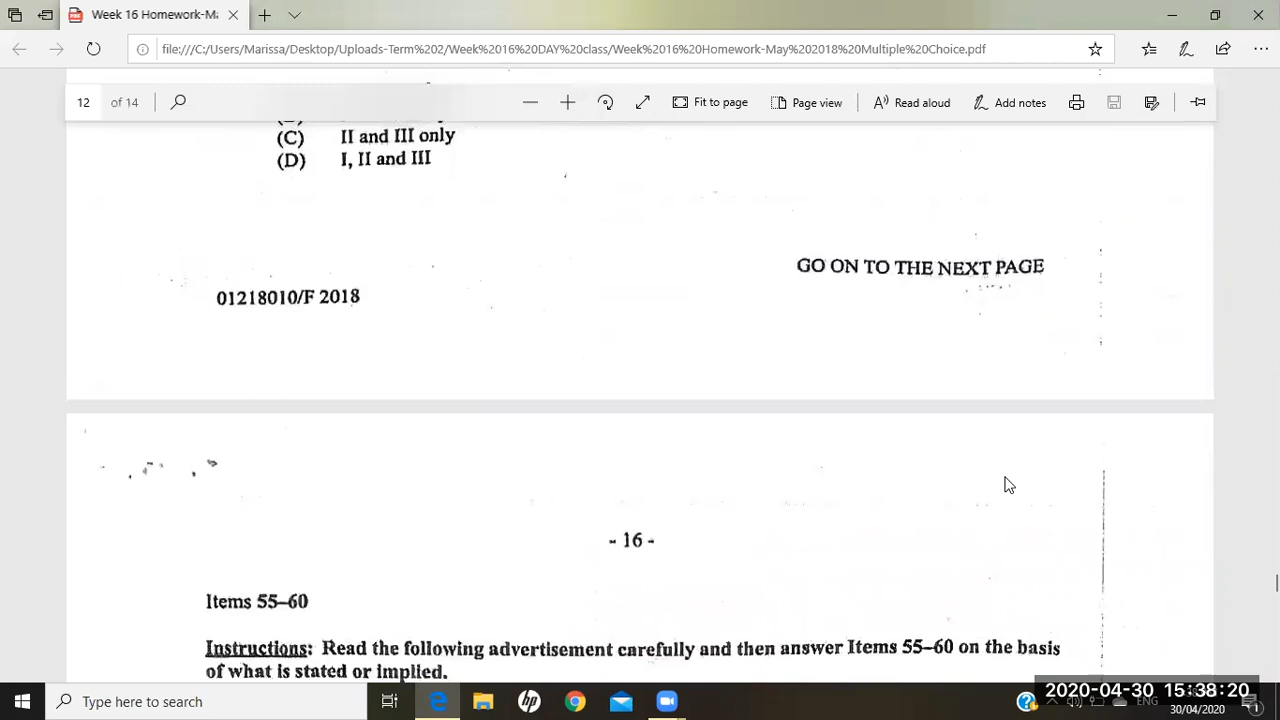 Week 16 Homework-Ma
file:///C:/Users/Marissa/Desktop/Uploads-Term%202/Week%2016%20DAY%20class/Week%2016%20Homework-May%202018%20Multiple%20Choice.pdf
12 of 14 Fit to page Page view Read aloud Add notes
(C) II and III only
(D) I, II and III
GO ON TO THE NEXT PAGE
01218010/F 2018
- 16 -
Items 55–60
Instructions: Read the following advertisement carefully and then answer Items 55–60 on the basis
of what is stated or implied.
Type here to search
hp
ENG
2020-04-30 15:38:20
30/04/2020